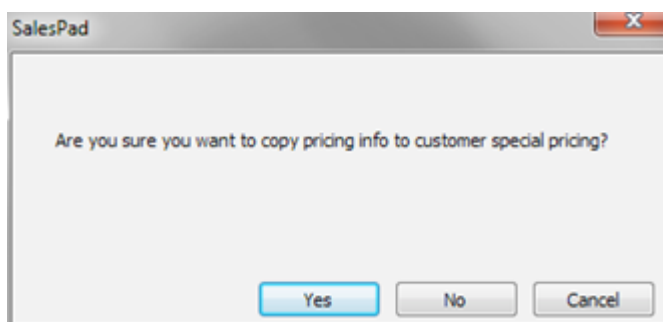 SalesPad
Are you sure you want to copy pricing info to customer special pricing?
Yes No Cancel